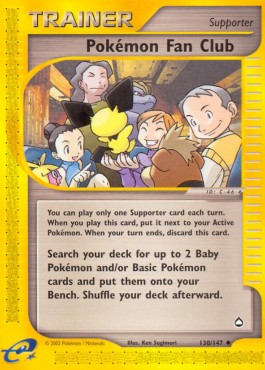 TRAINER
Supporter
Pokémon Fan Club
You can play only one Supporter card each turn.
When you play this card, put it next to your Active
Pokémon. When your turn ends, discard this card.
Search your deck for up to 2 Baby
Pokémon and/or Basic Pokémon
cards and put them onto your
Bench. Shuffle your deck afterward.
Illus. Ken Sugimori
130/147
e
© 2002 Pokémon / Nintendo